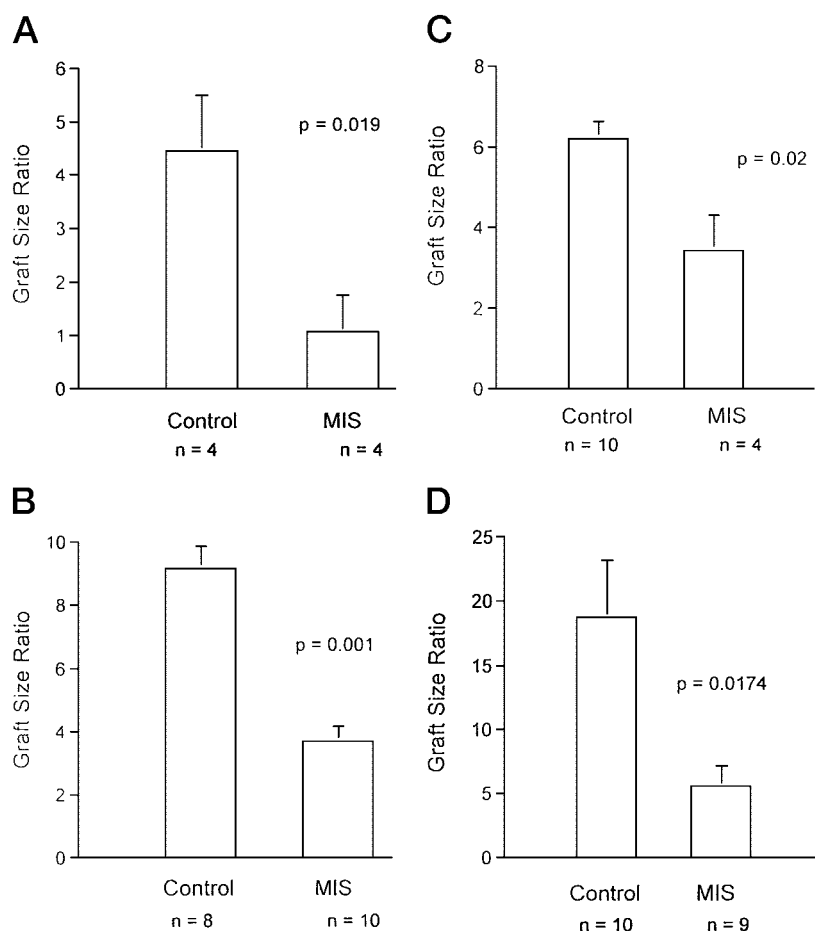 A
6
5
4
3
2
1
0
Graft Size Ratio
p = 0.019
Control
MIS
n = 4
n = 4
C
8
6
4
2
0
Graft Size Ratio
p = 0.02
Control
MIS
n = 10
n = 4
B
10
8
6
4
2
0
Graft Size Ratio
p = 0.001
Control
MIS
n = 8
n = 10
D
25
20
15
10
5
0
Graft Size Ratio
p = 0.0174
Control
MIS
n = 10
n = 9